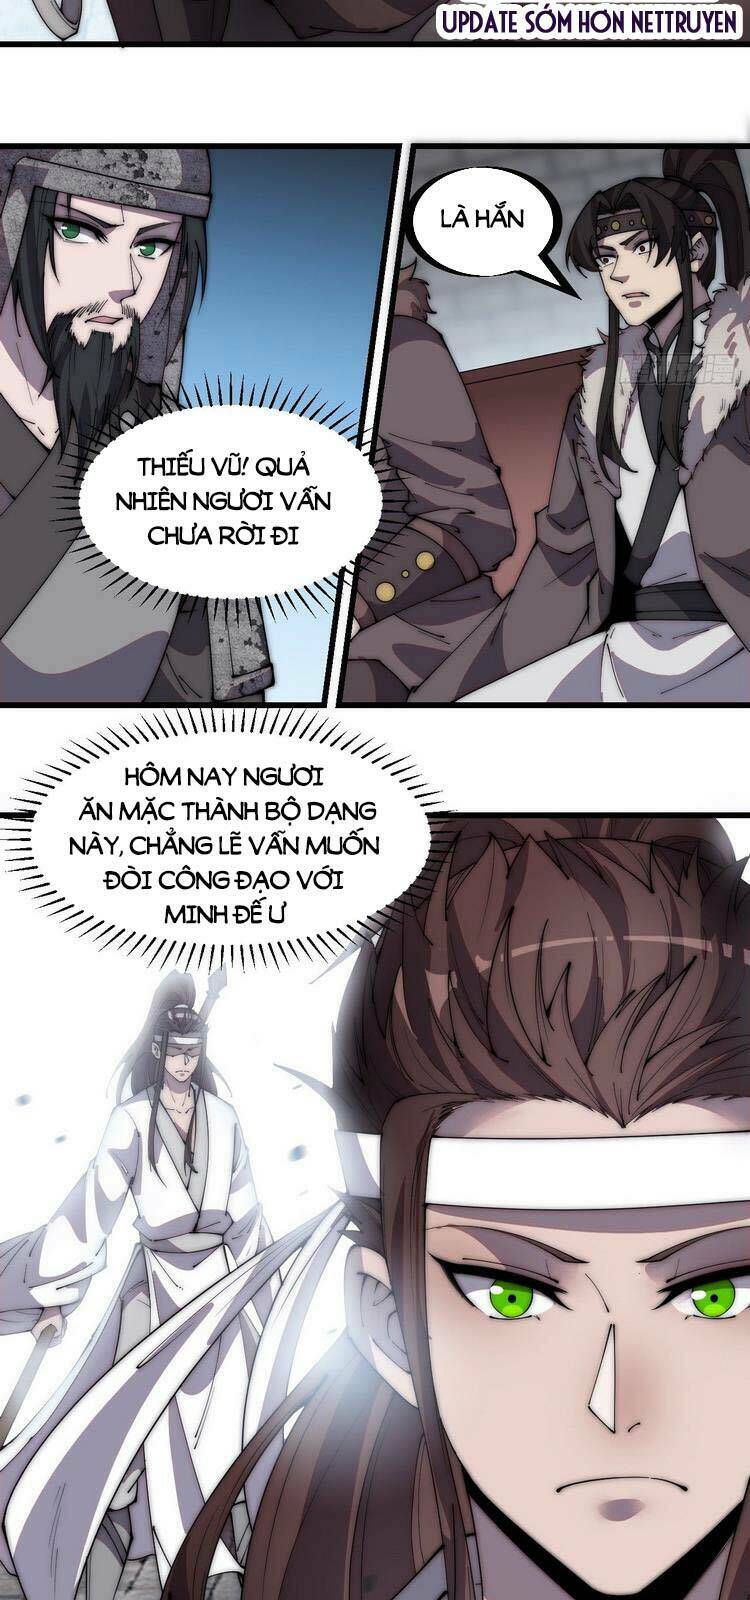 UPDATE SỚM HƠN NETTRUYEN
LÀ HẮN
THIẾU VŨ! QUẢ
NHIÊN NGƯƠI VẪN
CHƯA RỜI ĐI
HÔM NAY NGƯƠI
ĂN MẶC THÀNH BỘ DẠNG
NÀY, CHẲNG LẼ VẪN MUỐN
ĐÒI CÔNG ĐẠO VỚI
MINH ĐẾ Ư